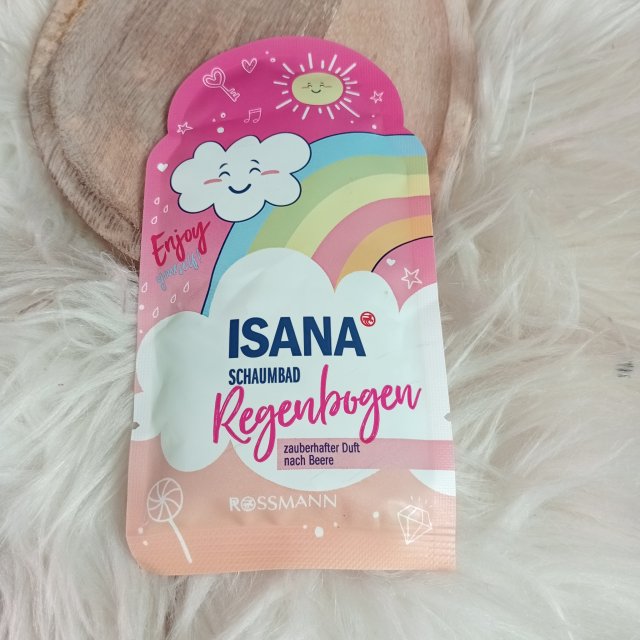 Enjoy
yourself!
ISANA
SCHAUMBAD
Regenbogen
zauberhafter Duft
nach Beere
ROSSMANN